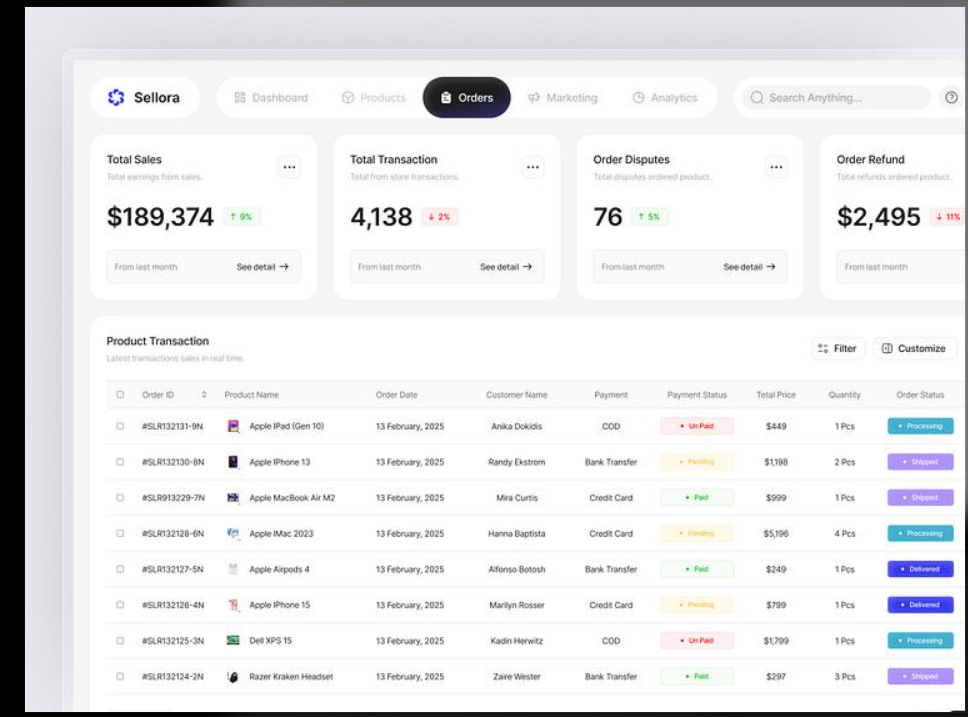 Sellora
Dashboard
Products
Orders
Marketing
Analytics
Search Anything...
Total Sales
Total earnings from sales.
$189,374 ↑ 9%
From last month See detail →
Total Transaction
Total from store transactions.
4,138 ↓ 2%
From last month See detail →
Order Disputes
Total disputes ordered product.
76 ↑ 5%
From last month See detail →
Order Refund
Total refunds ordered product.
$2,495 ↓ 11%
From last month
Product Transaction
Latest transactions sales in real time.
Filter
Customize
Order ID Product Name Order Date Customer Name Payment Payment Status Total Price Quantity Order Status
#SLR132131-9N Apple IPad (Gen 10) 13 February, 2025 Anika Dokidis COD Un Paid $449 1 Pcs Processing
#SLR132130-8N Apple IPhone 13 13 February, 2025 Randy Ekstrom Bank Transfer Pending $1,198 2 Pcs Shipped
#SLR913229-7N Apple MacBook Air M2 13 February, 2025 Mira Curtis Credit Card Paid $999 1 Pcs Shipped
#SLR132128-6N Apple IMac 2023 13 February, 2025 Hanna Baptista Credit Card Pending $5,196 4 Pcs Processing
#SLR132127-5N Apple Airpods 4 13 February, 2025 Alfonso Botosh Bank Transfer Paid $249 1 Pcs Delivered
#SLR132126-4N Apple IPhone 15 13 February, 2025 Marilyn Rosser Credit Card Pending $799 1 Pcs Delivered
#SLR132125-3N Dell XPS 15 13 February, 2025 Kadin Herwitz COD Un Paid $1,799 1 Pcs Processing
#SLR132124-2N Razer Kraken Headset 13 February, 2025 Zaire Wester Bank Transfer Paid $297 3 Pcs Shipped